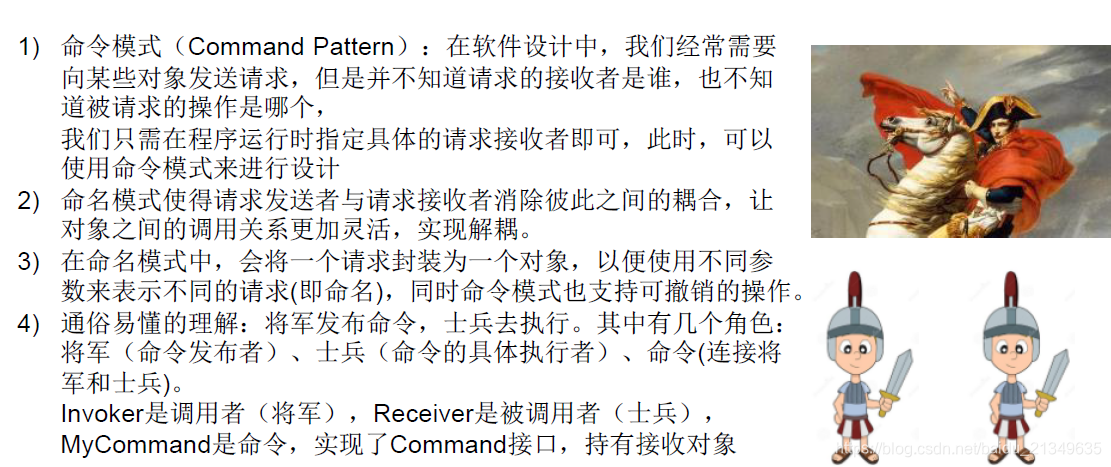 1) 命令模式（Command Pattern）：在软件设计中，我们经常需要
向某些对象发送请求，但是并不知道请求的接收者是谁，也不知
道被请求的操作是哪个，
我们只需在程序运行时指定具体的请求接收者即可，此时，可以
使用命令模式来进行设计
2) 命名模式使得请求发送者与请求接收者消除彼此之间的耦合，让
对象之间的调用关系更加灵活，实现解耦。
3) 在命名模式中，会将一个请求封装为一个对象，以便使用不同参
数来表示不同的请求(即命名)，同时命令模式也支持可撤销的操作。
4) 通俗易懂的理解：将军发布命令，士兵去执行。其中有几个角色：
将军（命令发布者）、士兵（命令的具体执行者）、命令(连接将
军和士兵)。
Invoker是调用者（将军），Receiver是被调用者（士兵），
MyCommand是命令，实现了Command接口，持有接收对象